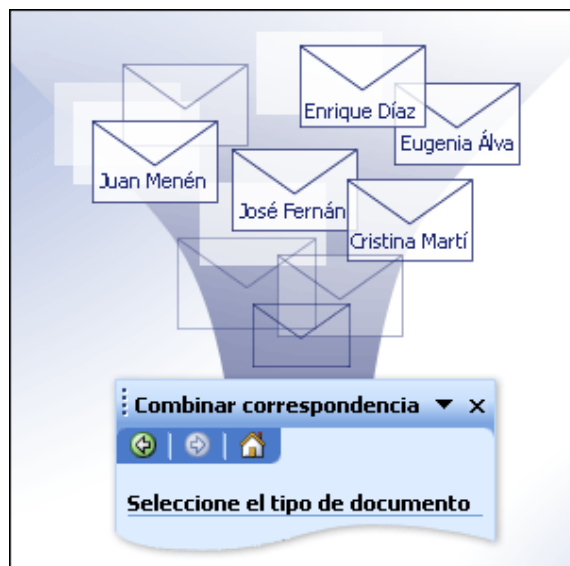 Enrique Díaz
Eugenia Álva
Juan Menén
José Fernán
Cristina Martí
Combinar correspondencia
Seleccione el tipo de documento